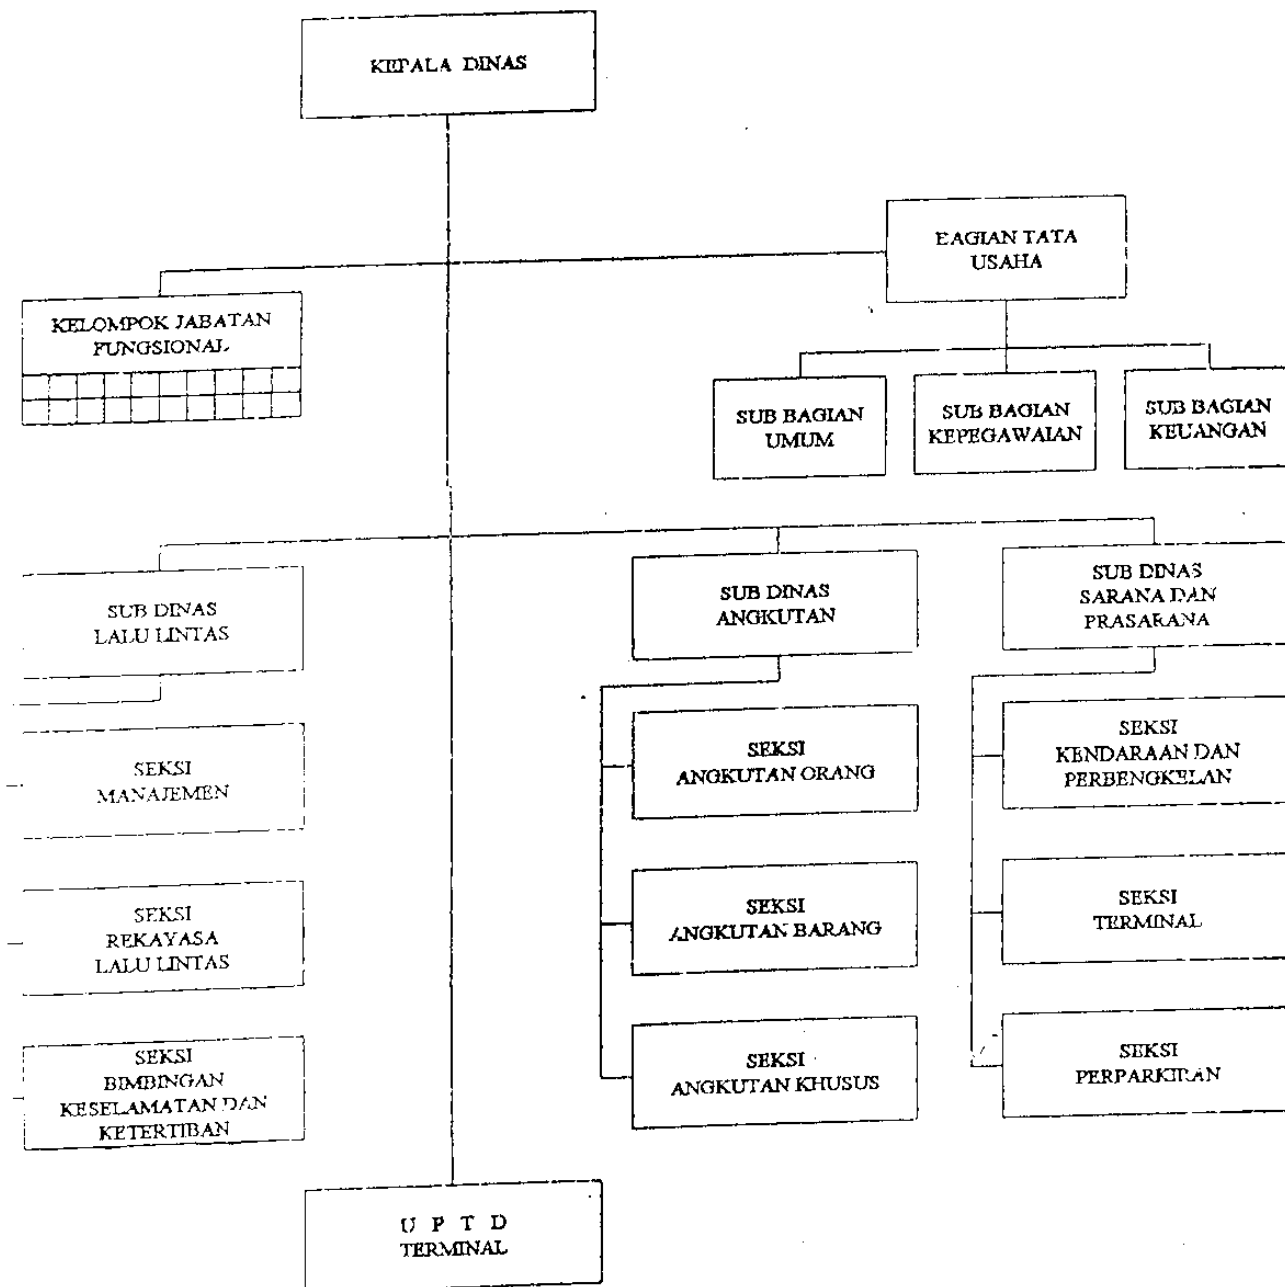 KEPALA DINAS
BAGIAN TATA
USAHA
KELOMPOK JABATAN
FUNGSIONAL
SUB BAGIAN
UMUM
SUB BAGIAN
KEPEGAWAIAN
SUB BAGIAN
KEUANGAN
SUB DINAS
LALU LINTAS
SUB DINAS
ANGKUTAN
SUB DINAS
SARANA DAN
PRASARANA
SEKSI
MANAJEMEN
SEKSI
ANGKUTAN ORANG
SEKSI
KENDARAAN DAN
PERBENGKELAN
SEKSI
REKAYASA
LALU LINTAS
SEKSI
ANGKUTAN BARANG
SEKSI
TERMINAL
SEKSI
BIMBINGAN
KESELAMATAN DAN
KETERTIBAN
SEKSI
ANGKUTAN KHUSUS
SEKSI
PERPARKIRAN
U P T D
TERMINAL